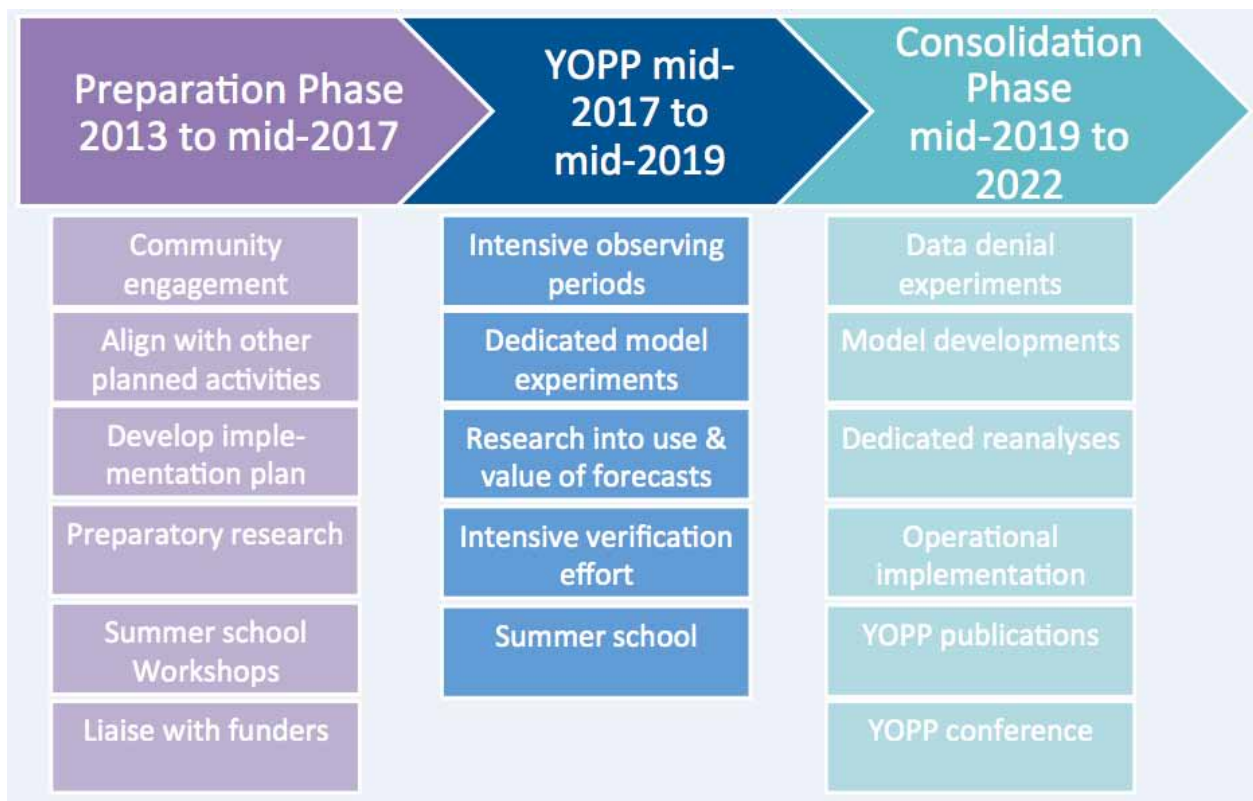 Preparation Phase
2013 to mid-2017
YOPP mid-
2017 to
mid-2019
Consolidation
Phase
mid-2019 to
2022
Community
engagement
Align with other
planned activities
Develop imple-
mentation plan
Preparatory research
Summer school
Workshops
Liaise with funders
Intensive observing
periods
Dedicated model
experiments
Research into use &
value of forecasts
Intensive verification
effort
Summer school
Data denial
experiments
Model developments
Dedicated reanalyses
Operational
implementation
YOPP publications
YOPP conference